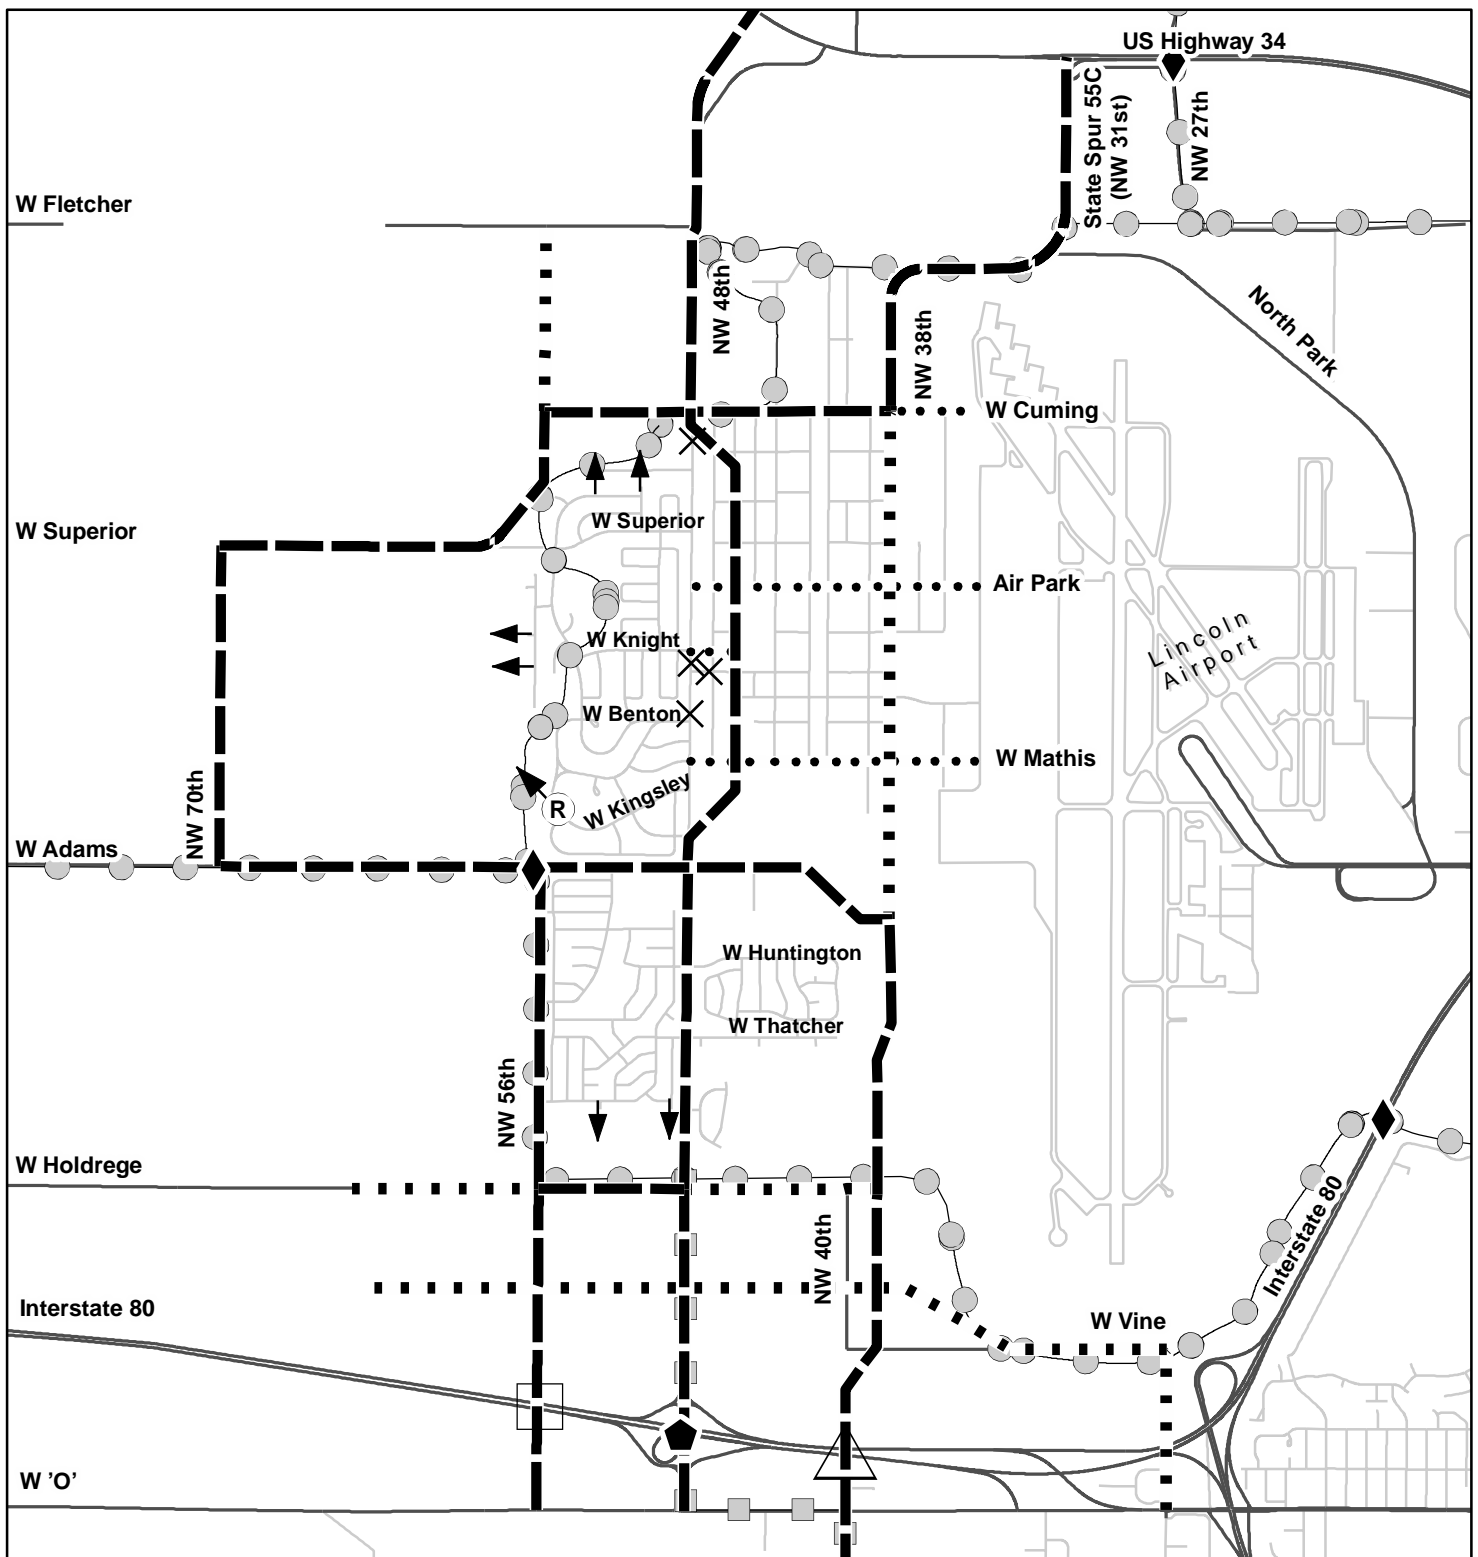 US Highway 34
State Spur 55C
(NW 31st)
NW 27th
W Fletcher
NW 48th
NW 38th
North Park
W Cuming
W Superior
W Superior
Air Park
W Knight
Lincoln
Airport
W Benton
W Mathis
W Kingsley
NW 70th
R
W Adams
W Huntington
W Thatcher
NW 56th
W Holdrege
NW 40th
Interstate 80
Interstate 80
W Vine
W 'O'